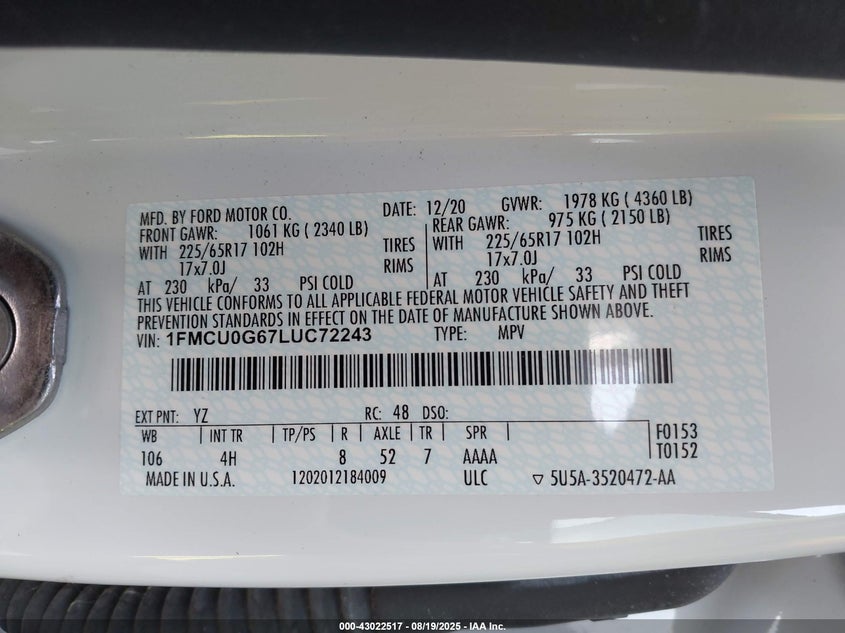 MFD. BY FORD MOTOR CO. DATE: 12/20 GVWR: 1978 KG ( 4360 LB)
FRONT GAWR: 1061 KG ( 2340 LB) REAR GAWR: 975 KG ( 2150 LB)
WITH 225/65R17 102H TIRES WITH 225/65R17 102H TIRES
17x7.0J RIMS 17x7.0J RIMS
AT 230 kPa/ 33 PSI COLD AT 230 kPa/ 33 PSI COLD
THIS VEHICLE CONFORMS TO ALL APPLICABLE FEDERAL MOTOR VEHICLE SAFETY AND THEFT
PREVENTION STANDARDS IN EFFECT ON THE DATE OF MANUFACTURE SHOWN ABOVE.
VIN: 1FMCU0G67LUC72243 TYPE: MPV
EXT PNT: YZ RC: 48 DSO:
WB INT TR TP/PS R AXLE TR SPR F0153
106 4H 8 52 7 AAAA T0152
MADE IN U.S.A. 1202012184009 ULC ▽ 5U5A-3520472-AA
000-43022517 - 08/19/2025 - IAA Inc.